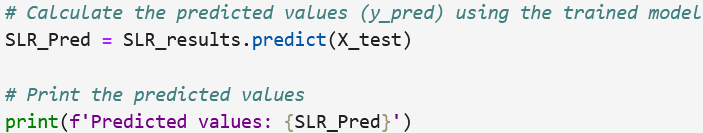 # Calculate the predicted values (y_pred) using the trained model
SLR_Pred = SLR_results.predict(X_test)
# Print the predicted values
print(f'Predicted values: {SLR_Pred}')